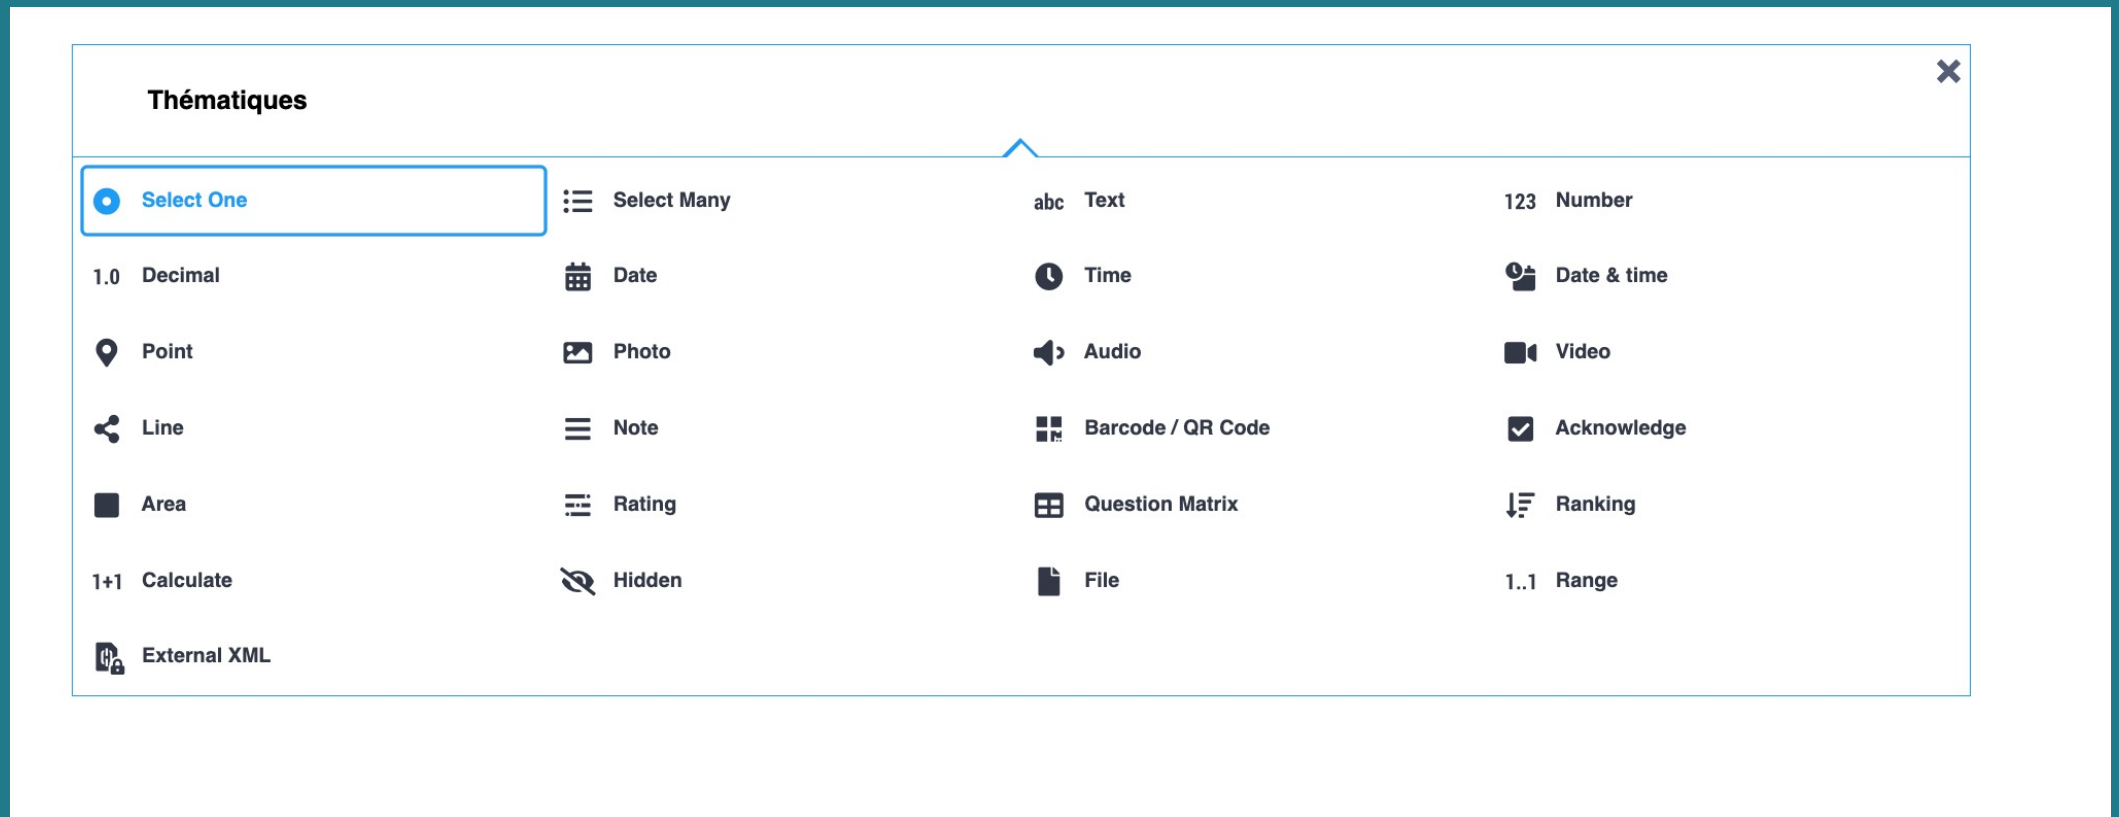 Thématiques
Select One
Select Many
abc Text
123 Number
1.0 Decimal
Date
Time
Date & time
Point
Photo
Audio
Video
Line
Note
Barcode / QR Code
Acknowledge
Area
Rating
Question Matrix
Ranking
1+1 Calculate
Hidden
File
1..1 Range
External XML